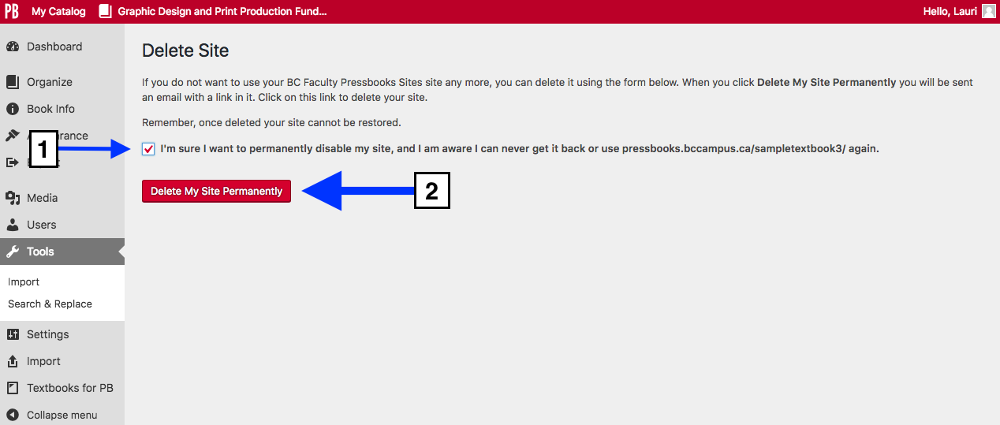 PB My Catalog Graphic Design and Print Production Fund... Hello, Lauri
Dashboard
Organize
Book Info
Media
Users
Tools
Import
Search & Replace
Settings
Import
Textbooks for PB
Collapse menu
Delete Site
If you do not want to use your BC Faculty Pressbooks Sites site any more, you can delete it using the form below. When you click Delete My Site Permanently you will be sent
an email with a link in it. Click on this link to delete your site.
Remember, once deleted your site cannot be restored.
1
I'm sure I want to permanently disable my site, and I am aware I can never get it back or use pressbooks.bccampus.ca/sampletextbook3/ again.
Delete My Site Permanently
2